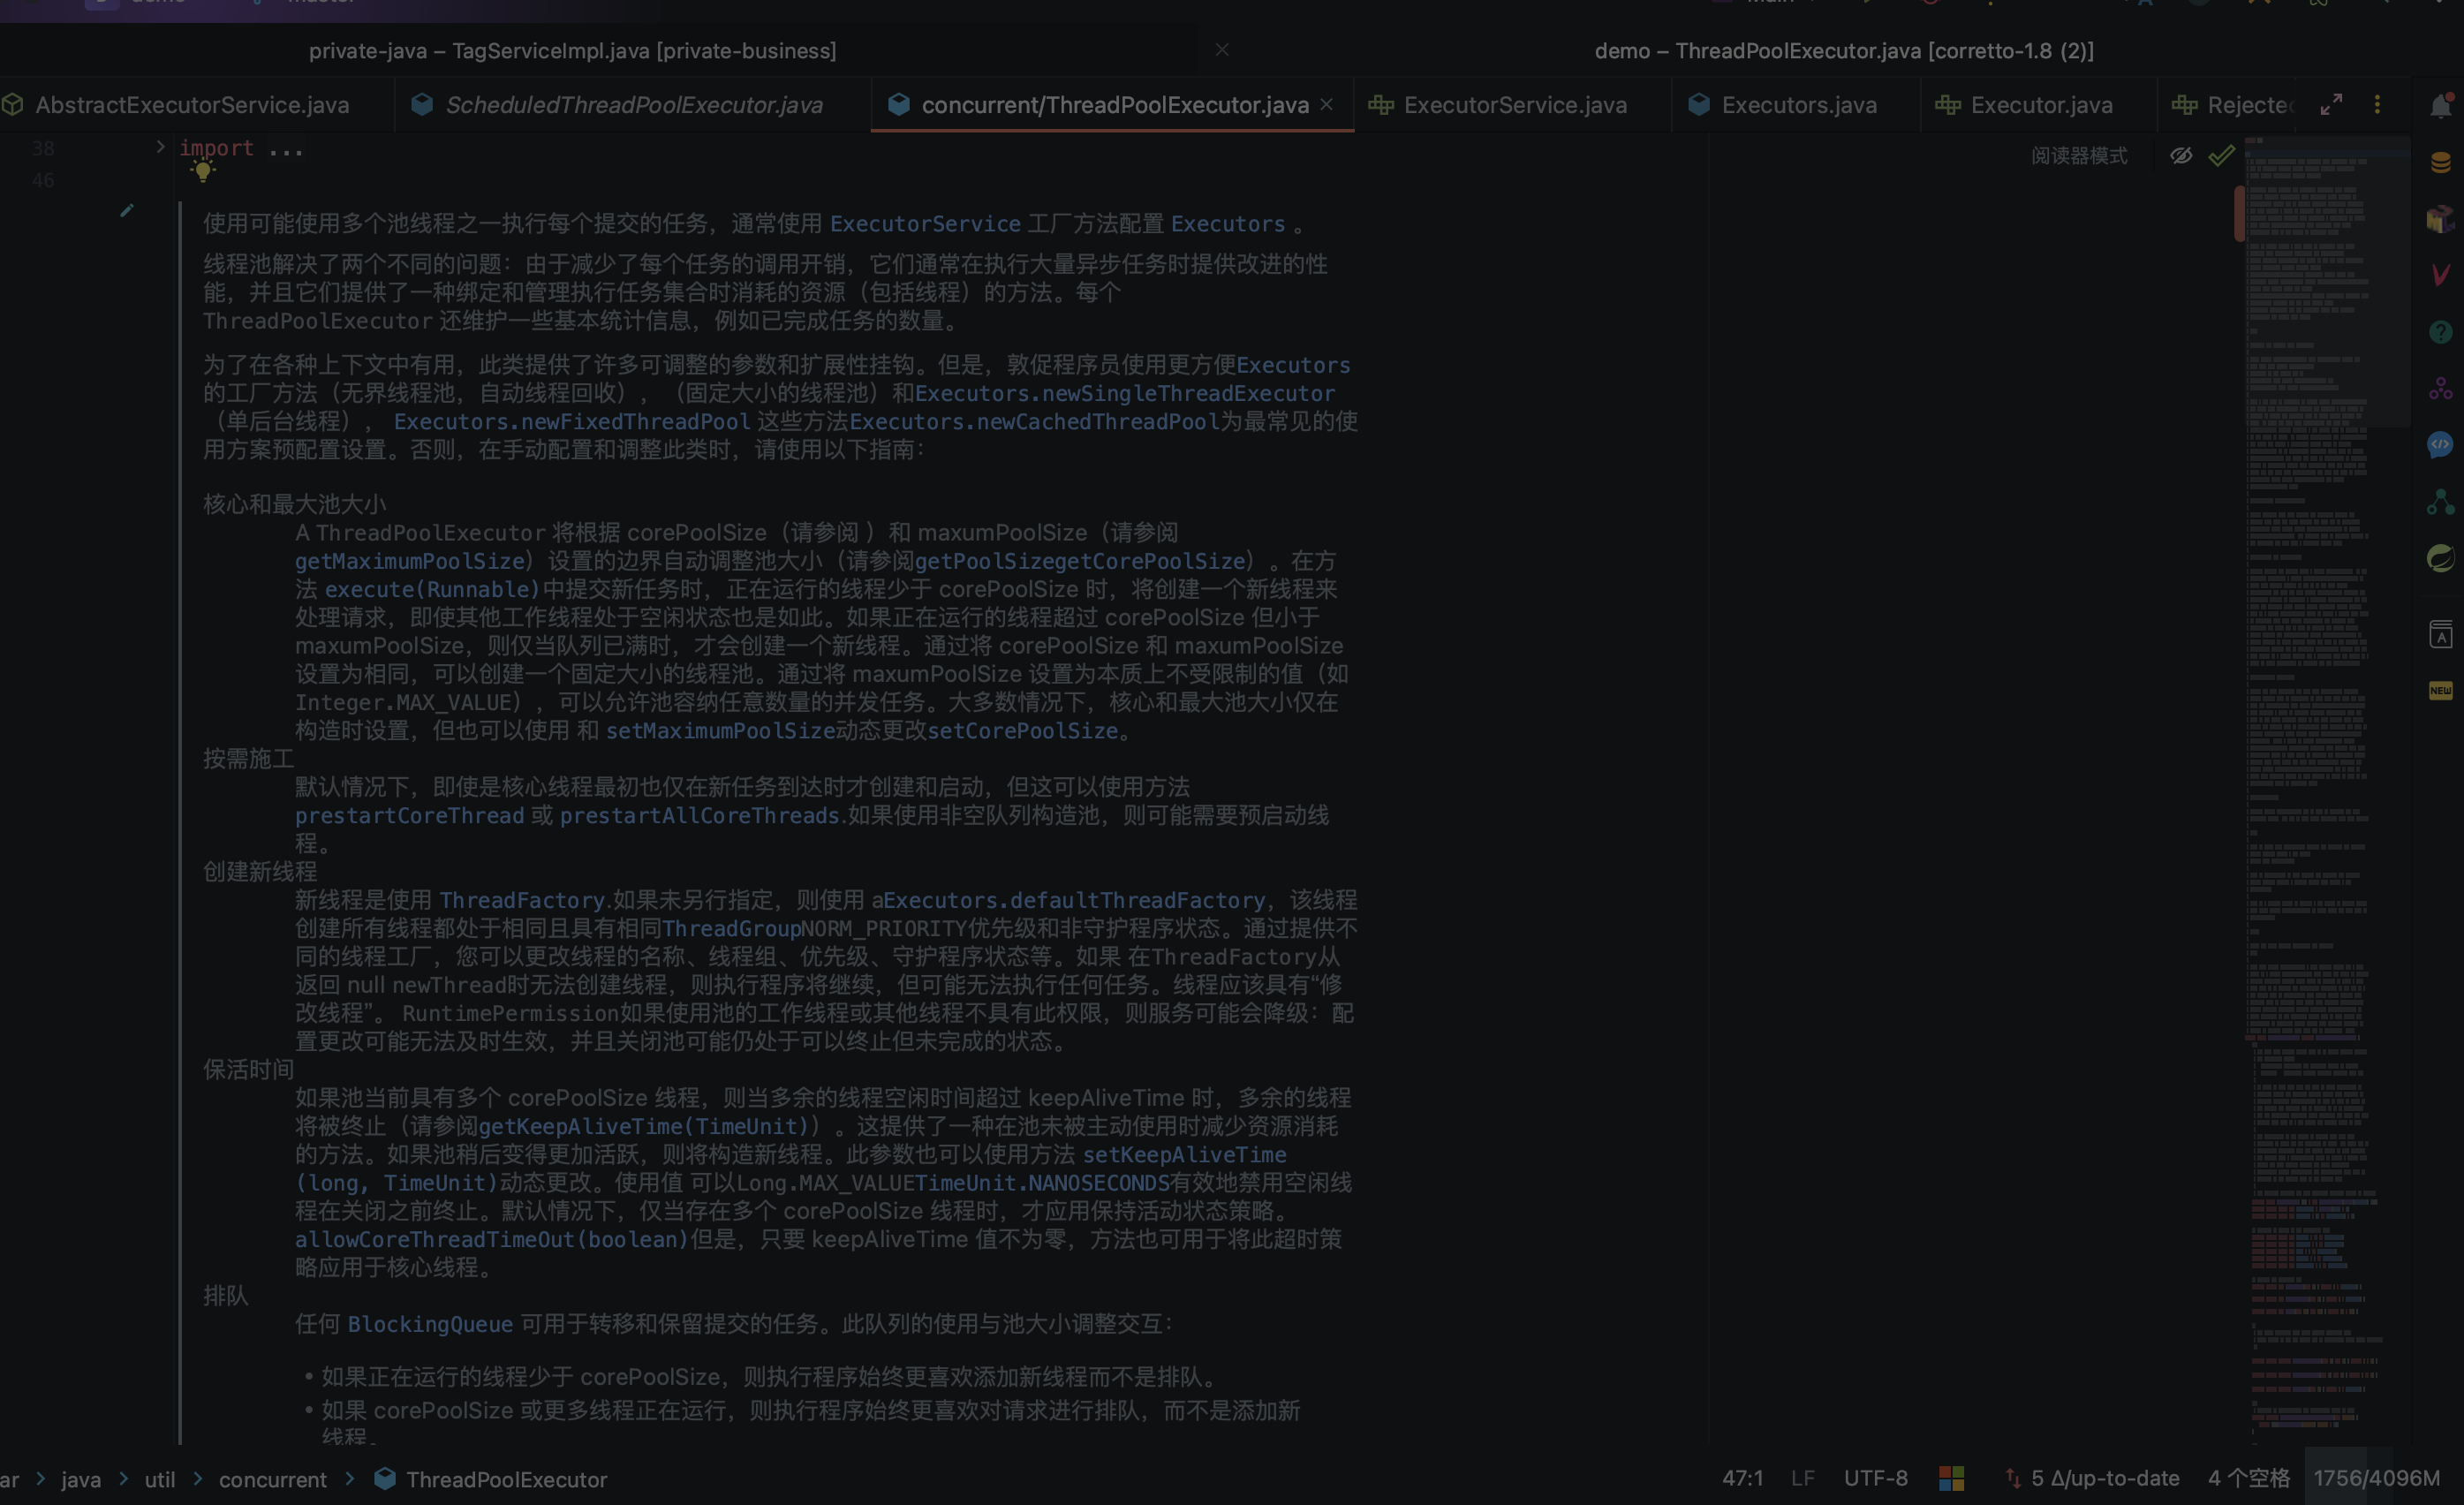 private-java – TagServiceImpl.java [private-business]
demo – ThreadPoolExecutor.java [corretto-1.8 (2)]
AbstractExecutorService.java
ScheduledThreadPoolExecutor.java
concurrent/ThreadPoolExecutor.java
ExecutorService.java
Executors.java
Executor.java
38
import ...
阅读器模式
46
使用可能使用多个池线程之一执行每个提交的任务，通常使用 ExecutorService 工厂方法配置 Executors 。
线程池解决了两个不同的问题：由于减少了每个任务的调用开销，它们通常在执行大量异步任务时提供改进的性
能，并且它们提供了一种绑定和管理执行任务集合时消耗的资源（包括线程）的方法。每个
ThreadPoolExecutor 还维护一些基本统计信息，例如已完成任务的数量。
为了在各种上下文中有用，此类提供了许多可调整的参数和扩展性挂钩。但是，敦促程序员使用更方便Executors
的工厂方法（无界线程池，自动线程回收），（固定大小的线程池）和Executors.newSingleThreadExecutor
（单后台线程）， Executors.newFixedThreadPool 这些方法Executors.newCachedThreadPool为最常见的使
用方案预配置设置。否则，在手动配置和调整此类时，请使用以下指南：
核心和最大池大小
A ThreadPoolExecutor 将根据 corePoolSize（请参阅 ）和 maxumPoolSize（请参阅
getMaximumPoolSize）设置的边界自动调整池大小（请参阅getPoolSizegetCorePoolSize）。在方
法 execute(Runnable)中提交新任务时，正在运行的线程少于 corePoolSize 时，将创建一个新线程来
处理请求，即使其他工作线程处于空闲状态也是如此。如果正在运行的线程超过 corePoolSize 但小于
maxumPoolSize，则仅当队列已满时，才会创建一个新线程。通过将 corePoolSize 和 maxumPoolSize
设置为相同，可以创建一个固定大小的线程池。通过将 maxumPoolSize 设置为本质上不受限制的值（如
Integer.MAX_VALUE），可以允许池容纳任意数量的并发任务。大多数情况下，核心和最大池大小仅在
构造时设置，但也可以使用 和 setMaximumPoolSize动态更改setCorePoolSize。
按需施工
默认情况下，即使是核心线程最初也仅在新任务到达时才创建和启动，但这可以使用方法
prestartCoreThread 或 prestartAllCoreThreads.如果使用非空队列构造池，则可能需要预启动线
程。
创建新线程
新线程是使用 ThreadFactory.如果未另行指定，则使用 aExecutors.defaultThreadFactory，该线程
创建所有线程都处于相同且具有相同ThreadGroupNORM_PRIORITY优先级和非守护程序状态。通过提供不
同的线程工厂，您可以更改线程的名称、线程组、优先级、守护程序状态等。如果 在ThreadFactory从
返回 null newThread时无法创建线程，则执行程序将继续，但可能无法执行任何任务。线程应该具有“修
改线程”。 RuntimePermission如果使用池的工作线程或其他线程不具有此权限，则服务可能会降级：配
置更改可能无法及时生效，并且关闭池可能仍处于可以终止但未完成的状态。
保活时间
如果池当前具有多个 corePoolSize 线程，则当多余的线程空闲时间超过 keepAliveTime 时，多余的线程
将被终止（请参阅getKeepAliveTime(TimeUnit)）。这提供了一种在池未被主动使用时减少资源消耗
的方法。如果池稍后变得更加活跃，则将构造新线程。此参数也可以使用方法 setKeepAliveTime
(long, TimeUnit)动态更改。使用值 可以Long.MAX_VALUETimeUnit.NANOSECONDS有效地禁用空闲线
程在关闭之前终止。默认情况下，仅当存在多个 corePoolSize 线程时，才应用保持活动状态策略。
allowCoreThreadTimeOut(boolean)但是，只要 keepAliveTime 值不为零，方法也可用于将此超时策
略应用于核心线程。
排队
任何 BlockingQueue 可用于转移和保留提交的任务。此队列的使用与池大小调整交互：
• 如果正在运行的线程少于 corePoolSize，则执行程序始终更喜欢添加新线程而不是排队。
• 如果 corePoolSize 或更多线程正在运行，则执行程序始终更喜欢对请求进行排队，而不是添加新
线程。
NEW
ar > java > util > concurrent > ThreadPoolExecutor
47:1 LF UTF-8 5 Δ/up-to-date 4 个空格 1756/4096M